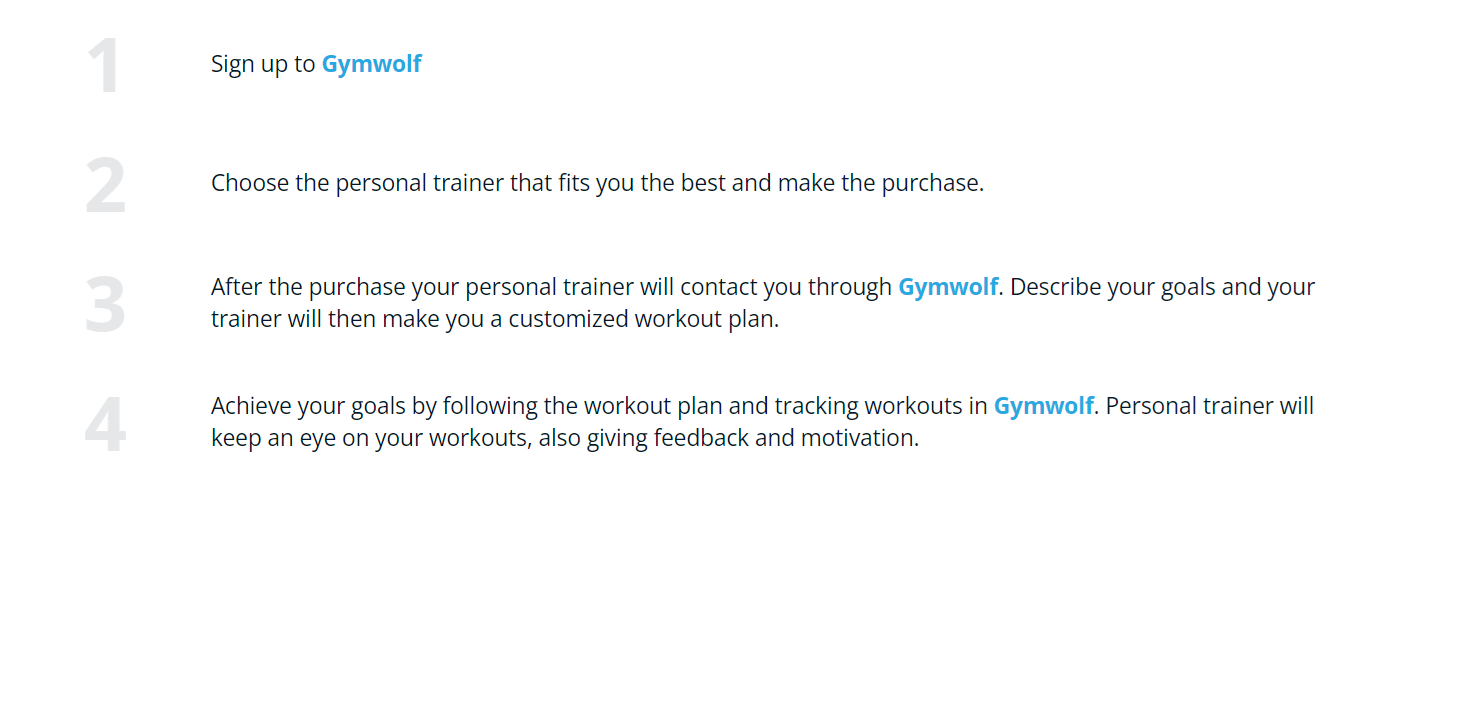 1
Sign up to Gymwolf
2
Choose the personal trainer that fits you the best and make the purchase.
3
After the purchase your personal trainer will contact you through Gymwolf. Describe your goals and your
trainer will then make you a customized workout plan.
4
Achieve your goals by following the workout plan and tracking workouts in Gymwolf. Personal trainer will
keep an eye on your workouts, also giving feedback and motivation.